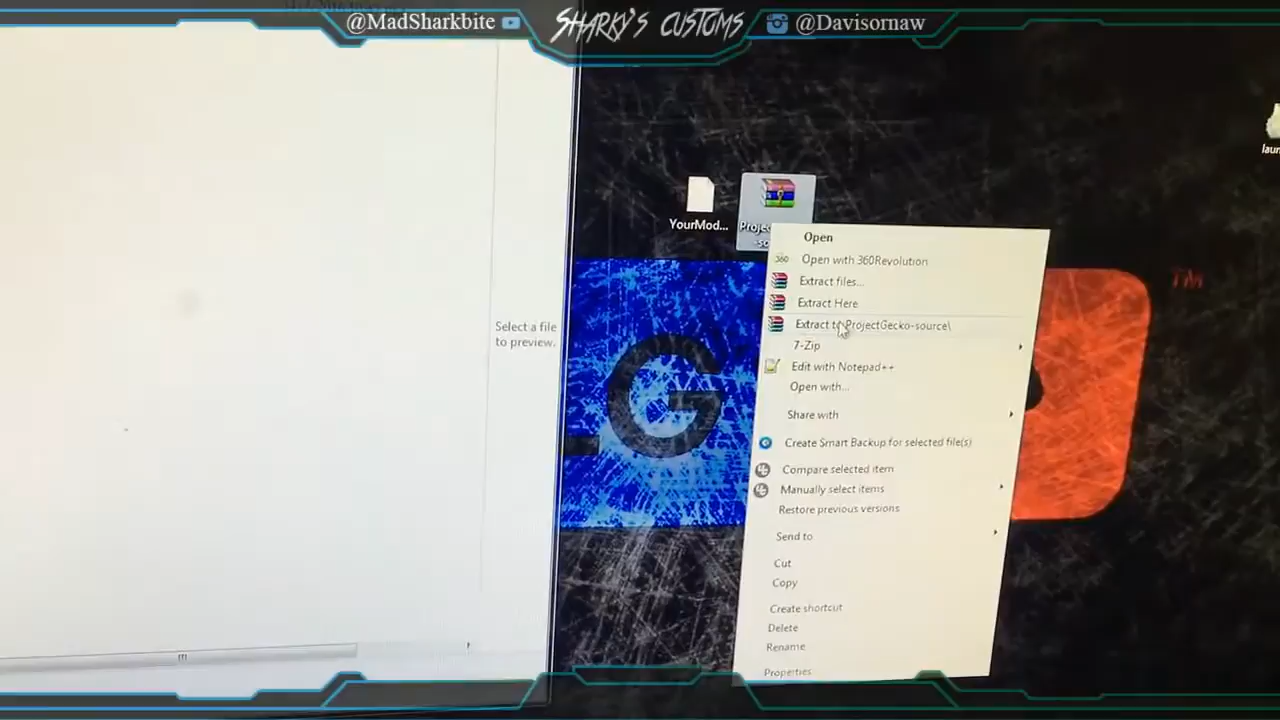 @MadSharkbite
SHARKY'S CUSTOMS
@Davisornaw
YourMod...
Select a file
to preview.
G
TM
Open
360 Open with 360Revolution
Extract files...
Extract Here
Extract to ProjectGecko-source\
7-Zip
Edit with Notepad++
Open with...
Share with
Create Smart Backup for selected file(s)
Compare selected item
Manually select items
Restore previous versions
Send to
Cut
Copy
Create shortcut
Delete
Rename
Properties